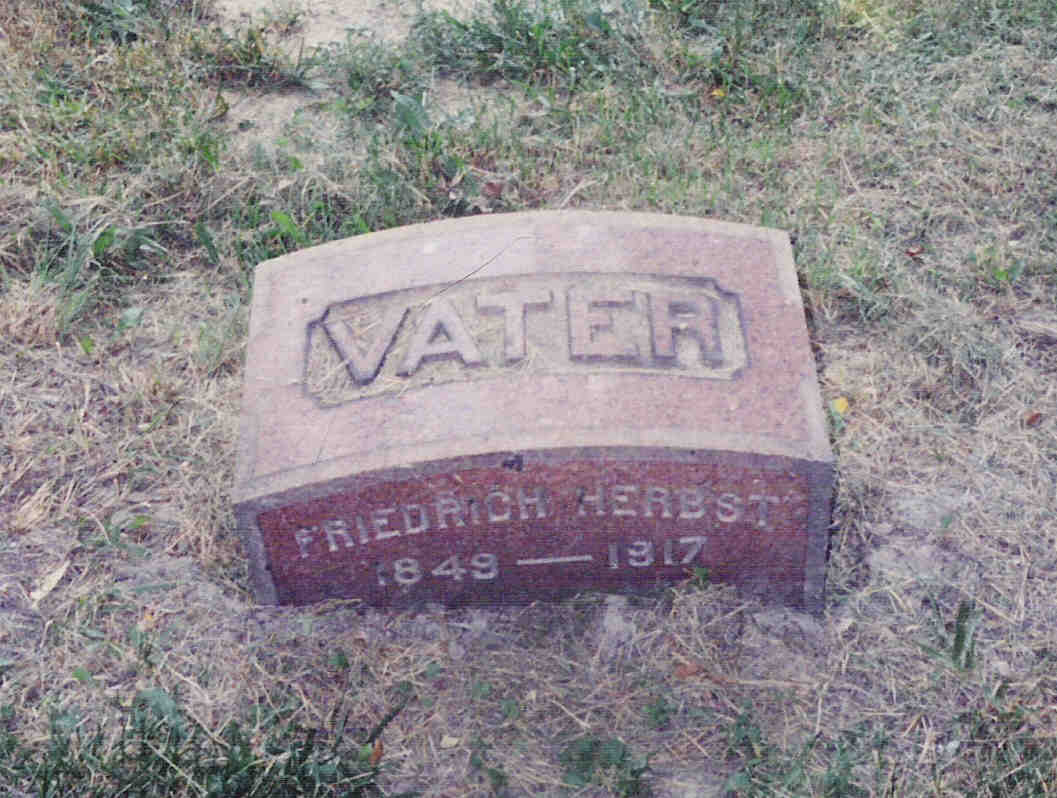 VATER
FRIEDRICH HERBST
1849 — 1917